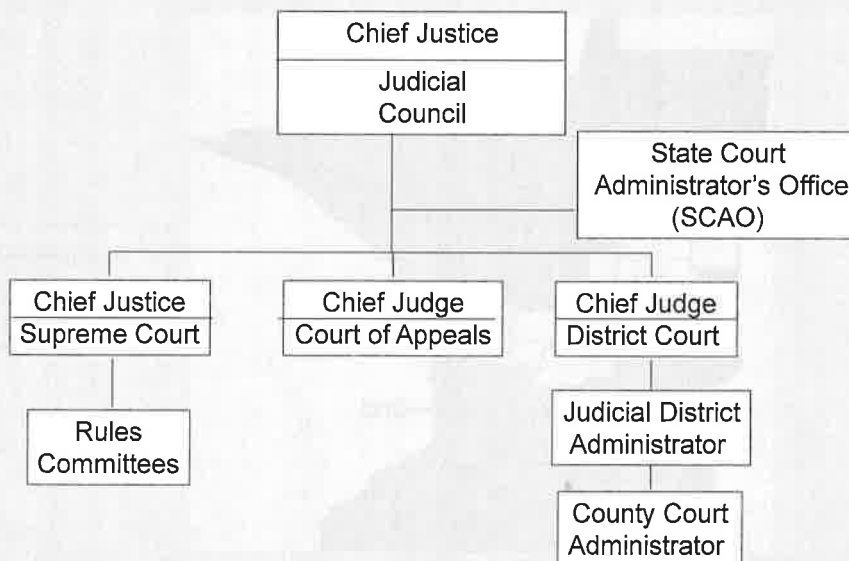 Chief Justice
Judicial
Council
State Court
Administrator's Office
(SCAO)
Chief Justice
Supreme Court
Chief Judge
Court of Appeals
Chief Judge
District Court
Rules
Committees
Judicial District
Administrator
County Court
Administrator